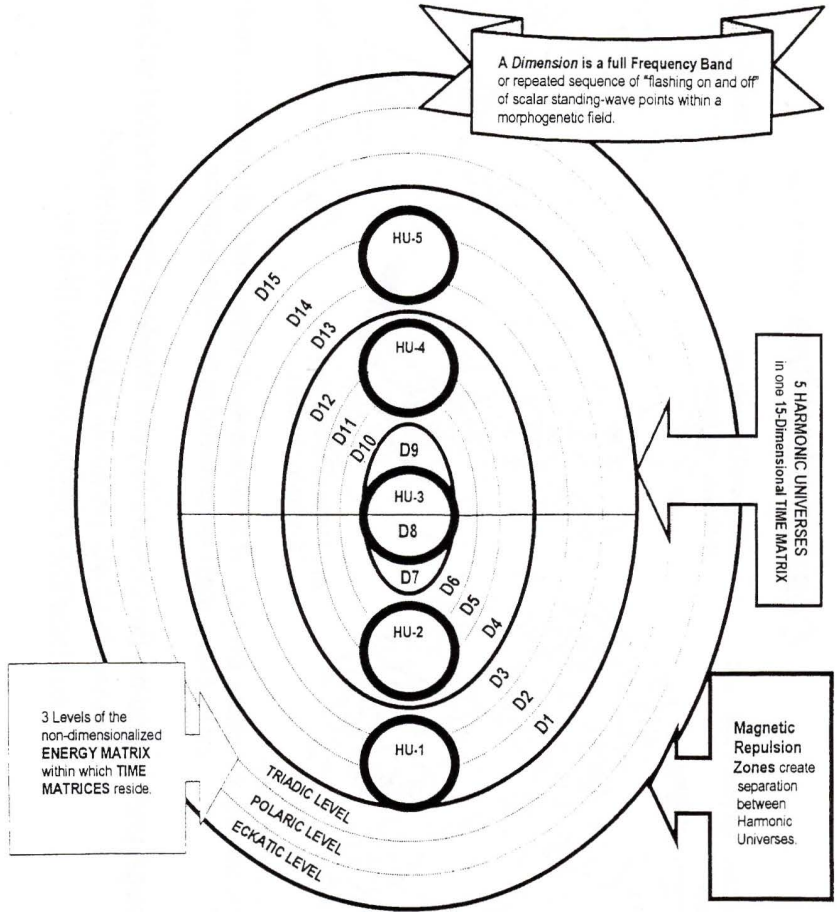 A Dimension is a full Frequency Band
or repeated sequence of "flashing on and off"
of scalar standing-wave points within a
morphogenetic field.
HU-5
D15
D14
D13
HU-4
D12
D11
D10
D9
HU-3
D8
D7
D6
D5
D4
HU-2
D3
D2
D1
HU-1
5 HARMONIC UNIVERSES
in one 15-Dimensional TIME MATRIX
3 Levels of the
non-dimensionalized
ENERGY MATRIX
within which TIME
MATRICES reside.
TRIADIC LEVEL
POLARIC LEVEL
ECKATIC LEVEL
Magnetic
Repulsion
Zones create
separation
between
Harmonic
Universes.